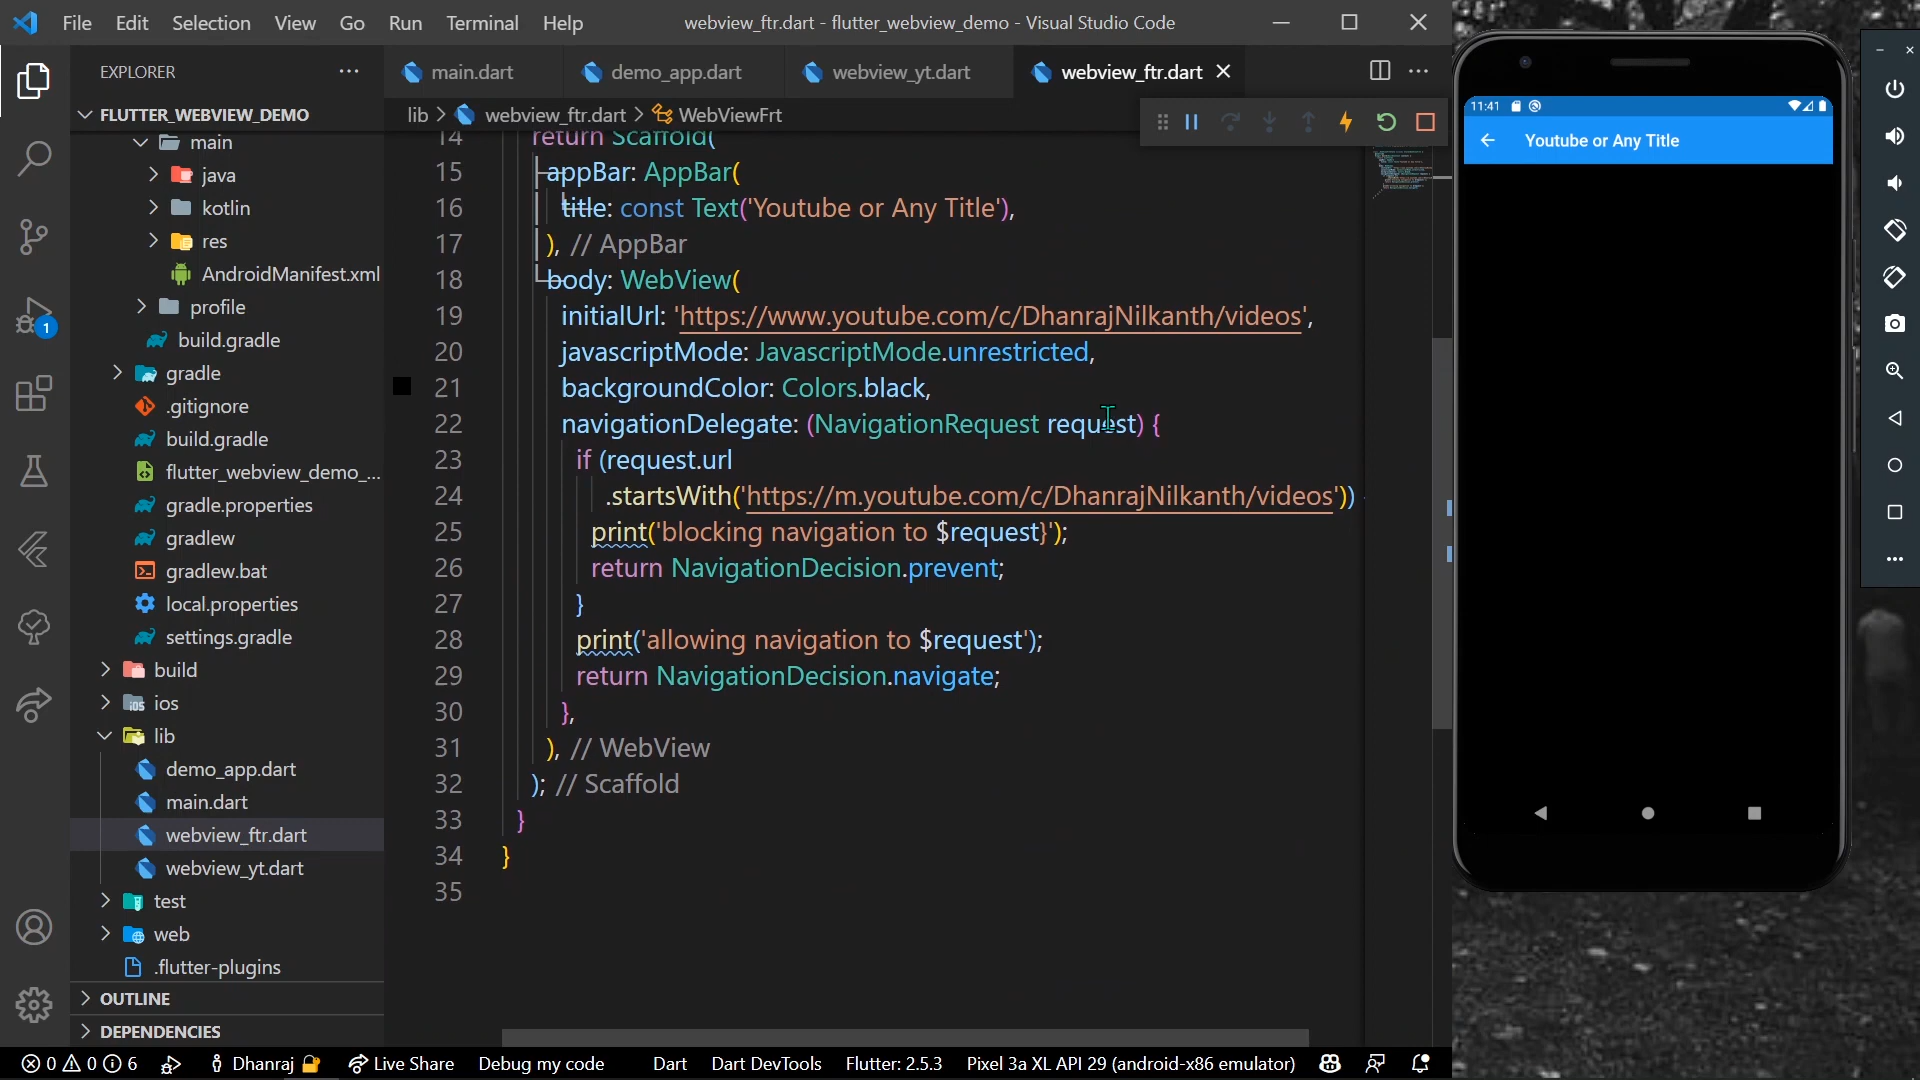 File Edit Selection View Go Run Terminal Help webview_ftr.dart - flutter_webview_demo - Visual Studio Code
EXPLORER
main.dart demo_app.dart webview_yt.dart webview_ftr.dart
FLUTTER_WEBVIEW_DEMO
lib > webview_ftr.dart > WebViewFrt
main
java
kotlin
res
AndroidManifest.xml
profile
build.gradle
gradle
.gitignore
build.gradle
flutter_webview_demo_...
gradle.properties
gradlew
gradlew.bat
local.properties
settings.gradle
build
ios
lib
demo_app.dart
main.dart
webview_ftr.dart
webview_yt.dart
test
web
.flutter-plugins
OUTLINE
DEPENDENCIES
1
14 return Scaffold(
15 appBar: AppBar(
16 title: const Text('Youtube or Any Title'),
17 ), // AppBar
18 body: WebView(
19 initialUrl: 'https://www.youtube.com/c/DhanrajNilkanth/videos',
20 javascriptMode: JavascriptMode.unrestricted,
21 backgroundColor: Colors.black,
22 navigationDelegate: (NavigationRequest request) {
23 if (request.url
24 .startsWith('https://m.youtube.com/c/DhanrajNilkanth/videos'))
25 print('blocking navigation to $request}');
26 return NavigationDecision.prevent;
27 }
28 print('allowing navigation to $request');
29 return NavigationDecision.navigate;
30 },
31 ), // WebView
32 ); // Scaffold
33 }
34 }
35
11:41
Youtube or Any Title
0 0 6 Dhanraj Live Share Debug my code Dart Dart DevTools Flutter: 2.5.3 Pixel 3a XL API 29 (android-x86 emulator)